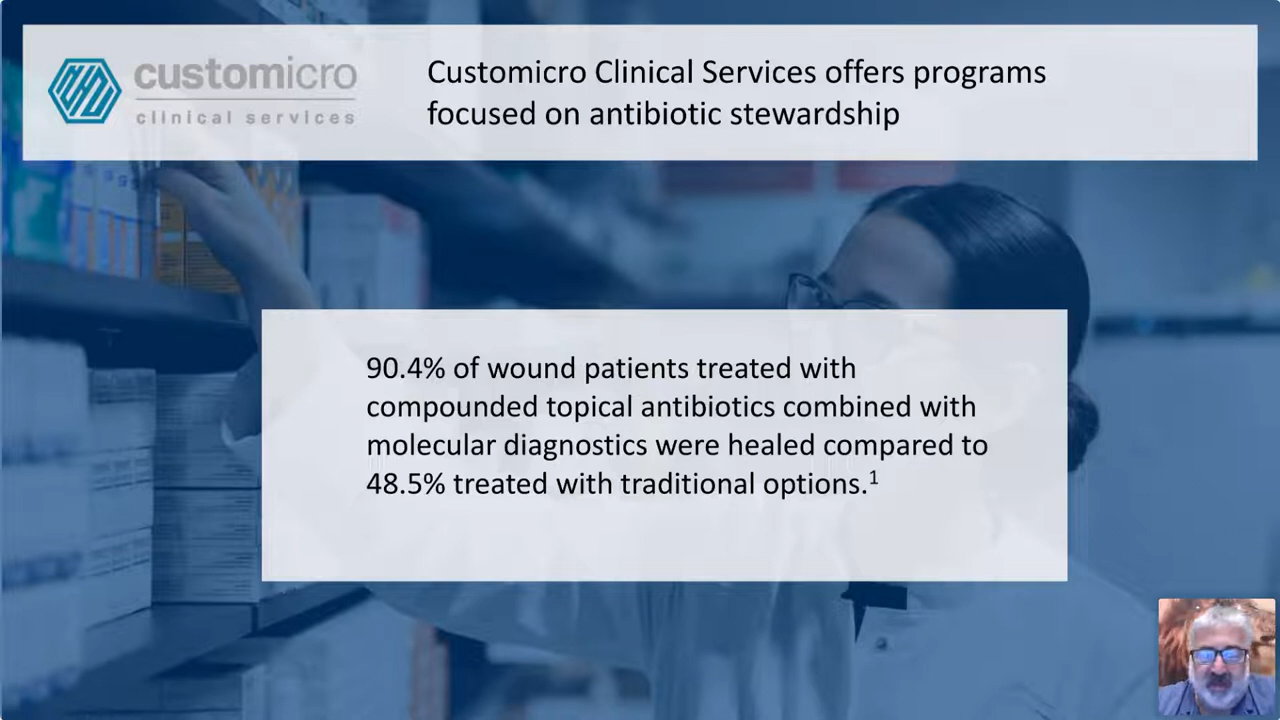 customicro
clinical services
Customicro Clinical Services offers programs
focused on antibiotic stewardship
90.4% of wound patients treated with
compounded topical antibiotics combined with
molecular diagnostics were healed compared to
48.5% treated with traditional options.¹